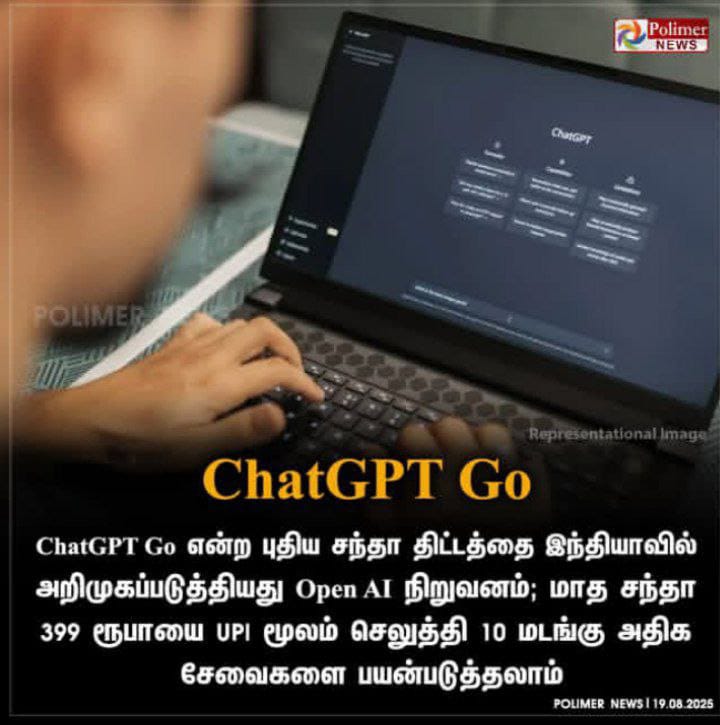 Polimer
NEWS
ChatGPT
POLIMER
Representational Image
ChatGPT Go
ChatGPT Go என்ற புதிய சந்தா திட்டத்தை இந்தியாவில்
அறிமுகப்படுத்தியது Open AI நிறுவனம்; மாத சந்தா
399 ரூபாயை UPI மூலம் செலுத்தி 10 மடங்கு அதிக
சேவைகளை பயன்படுத்தலாம்
POLIMER NEWS | 19.08.2025